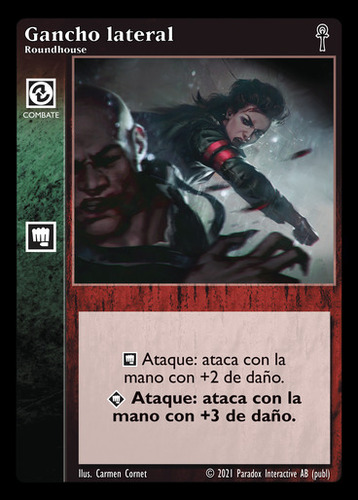 Gancho lateral
Roundhouse
COMBATE
Ataque: ataca con la
mano con +2 de daño.
Ataque: ataca con la
mano con +3 de daño.
Ilus. Carmen Cornet © 2021 Paradox Interactive AB (publ)